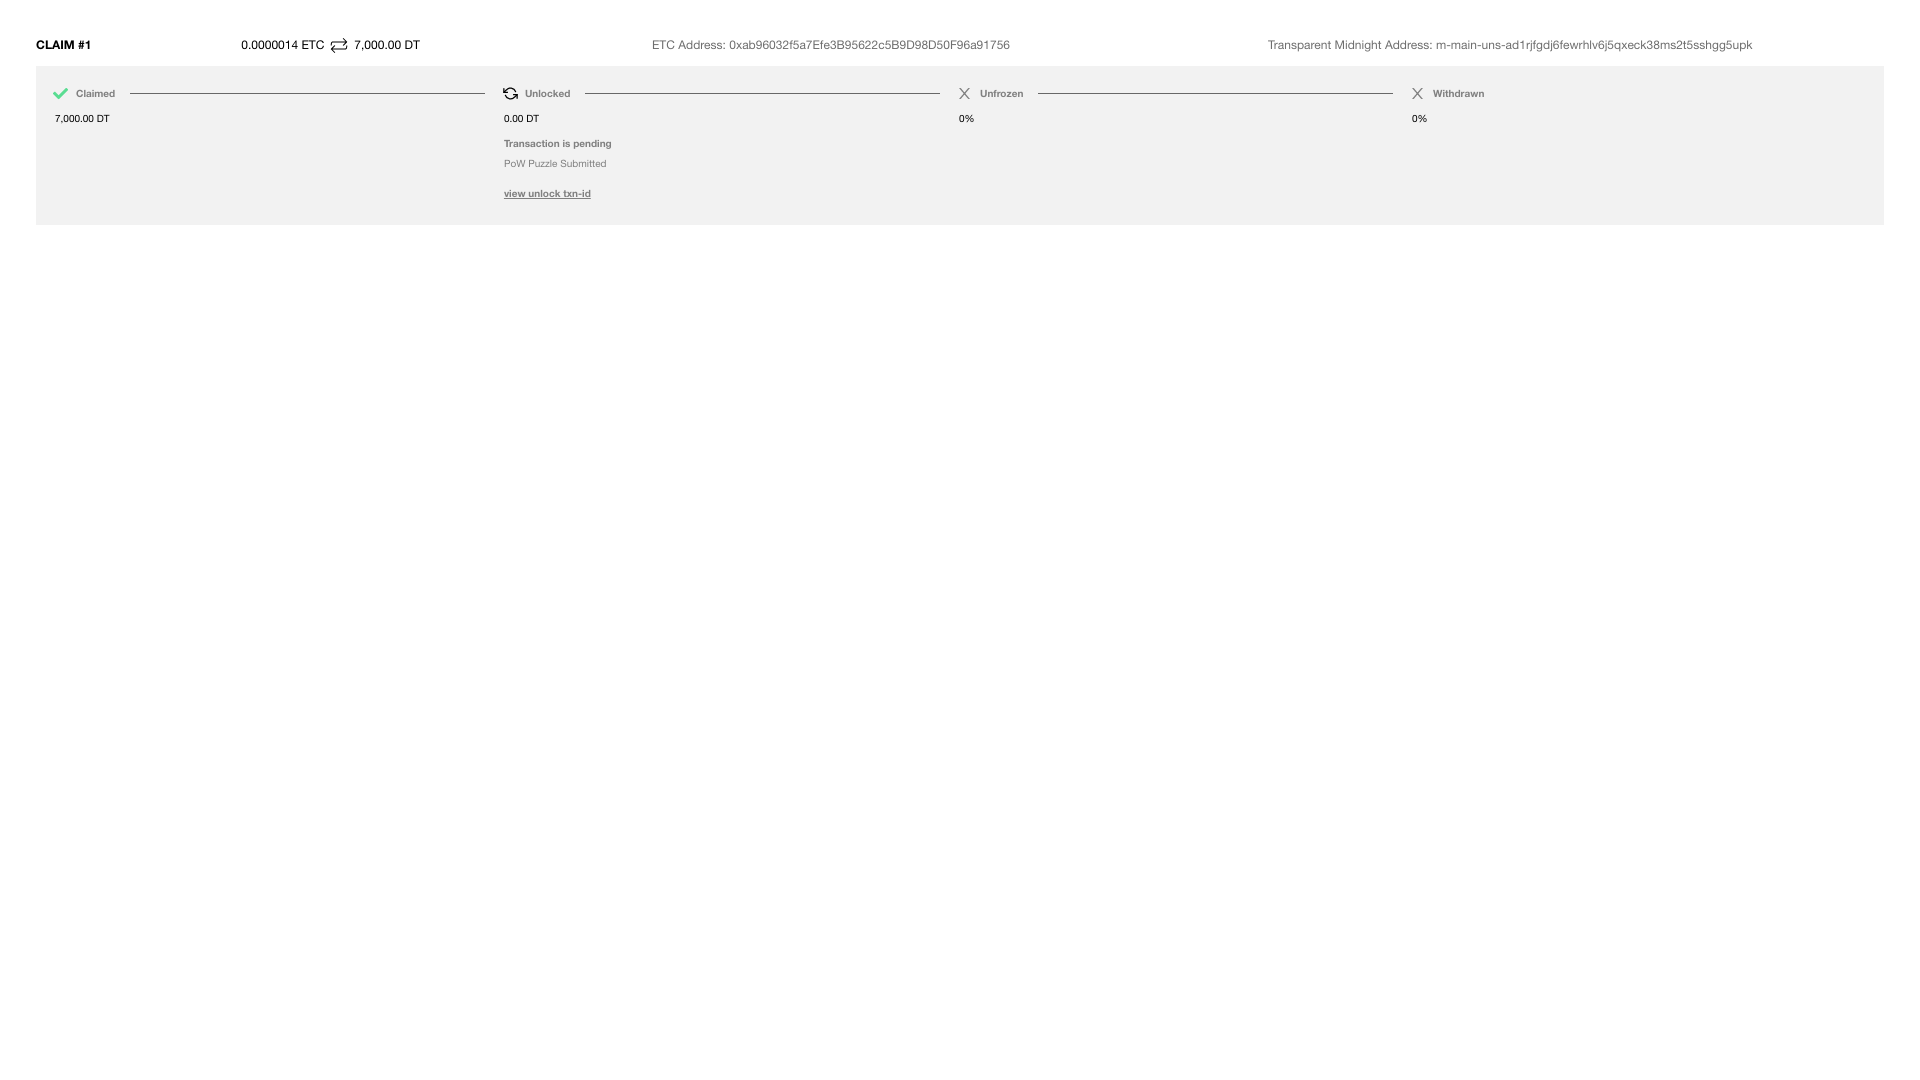 CLAIM #1
0.0000014 ETC 7,000.00 DT
ETC Address: 0xab96032f5a7Efe3B95622c5B9D98D50F96a91756
Transparent Midnight Address: m-main-uns-ad1rjfgdj6fewrhlv6j5qxeck38ms2t5sshgg5upk
Claimed
7,000.00 DT
Unlocked
0.00 DT
Transaction is pending
PoW Puzzle Submitted
view unlock txn-id
Unfrozen
0%
Withdrawn
0%